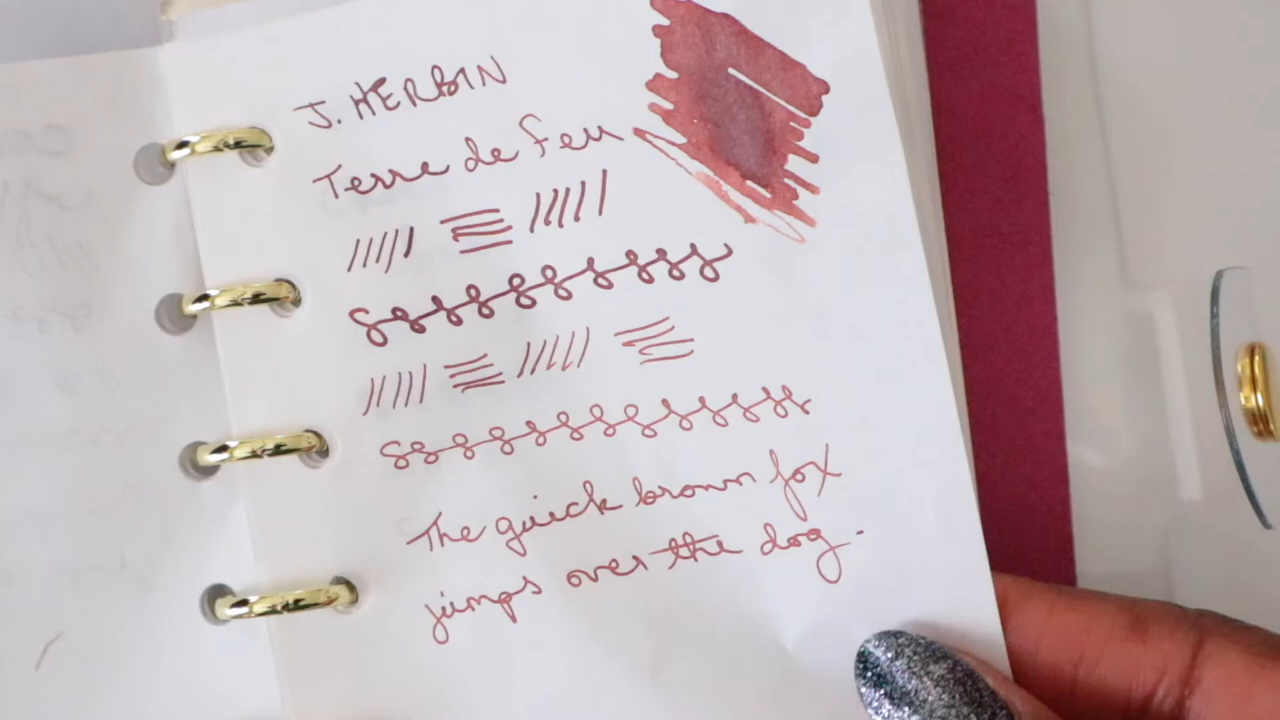 J. HERBIN
Terre de feu
The quick brown fox
jumps over the dog.